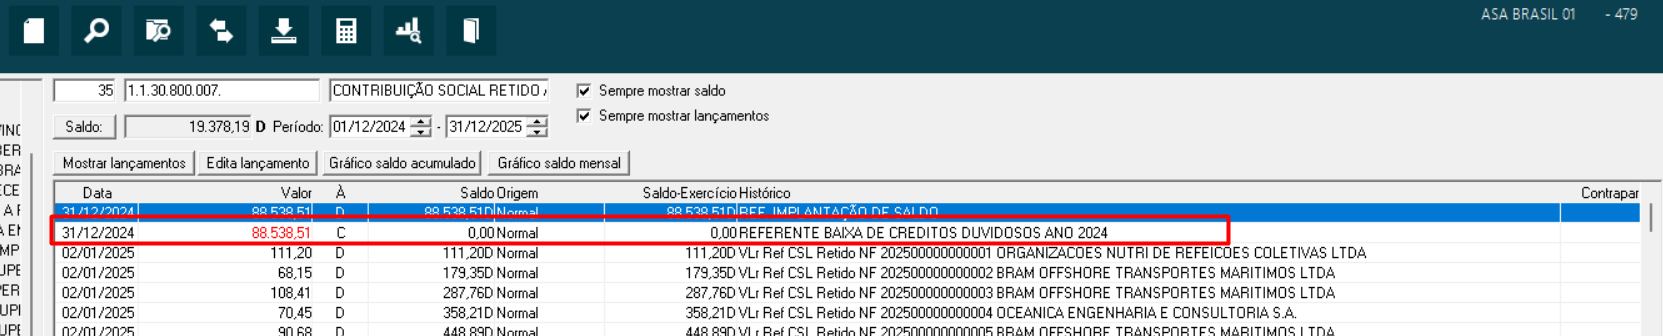 ASA BRASIL 01 - 479
35 1.1.30.800.007. CONTRIBUIÇÃO SOCIAL RETIDO Sempre mostrar saldo
Saldo: 19.378,19 D Período: 01/12/2024 - 31/12/2025 Sempre mostrar lançamentos
Mostrar lançamentos Edita lançamento Gráfico saldo acumulado Gráfico saldo mensal
Data Valor À Saldo Origem Saldo-Exercício Histórico Contrapar
31/12/2024 88.538,51 D 88.538,51D Normal 88.538,51D REF. IMPLANTAÇÃO DE SALDO
31/12/2024 88.538,51 C 0,00 Normal 0,00 REFERENTE BAIXA DE CREDITOS DUVIDOSOS ANO 2024
02/01/2025 111,20 D 111,20D Normal 111,20D VLr Ref CSL Retido NF 202500000000001 ORGANIZACOES NUTRI DE REFEICOES COLETIVAS LTDA
02/01/2025 68,15 D 179,35D Normal 179,35D VLr Ref CSL Retido NF 202500000000002 BRAM OFFSHORE TRANSPORTES MARITIMOS LTDA
02/01/2025 108,41 D 287,76D Normal 287,76D VLr Ref CSL Retido NF 202500000000003 BRAM OFFSHORE TRANSPORTES MARITIMOS LTDA
02/01/2025 70,45 D 358,21D Normal 358,21D VLr Ref CSL Retido NF 202500000000004 OCEANICA ENGENHARIA E CONSULTORIA S.A.
02/01/2025 90,68 D 448,89D Normal 448,89D VLr Ref CSL Retido NF 202500000000005 BRAM OFFSHORE TRANSPORTES MARITIMOS LTDA